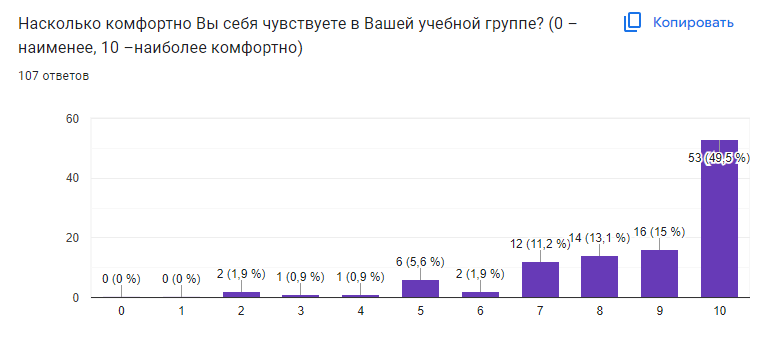 Насколько комфортно Вы себя чувствуете в Вашей учебной группе? (0 –
наименее, 10 –наиболее комфортно)
Копировать
107 ответов
60
40
20
0
0 (0 %)
0 (0 %)
2 (1,9 %)
1 (0,9 %)
1 (0,9 %)
6 (5,6 %)
2 (1,9 %)
12 (11,2 %)
14 (13,1 %)
16 (15 %)
53 (49,5 %)
0 1 2 3 4 5 6 7 8 9 10